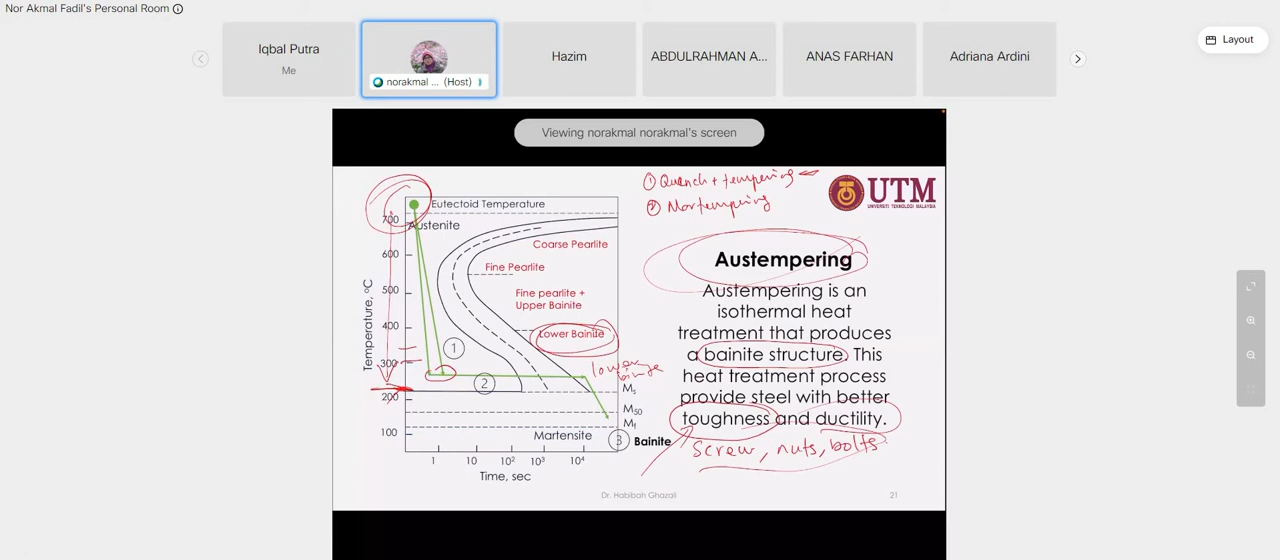 Nor Akmal Fadil's Personal Room
Iqbal Putra
Me
norakmal ... (Host)
Hazim
ABDULRAHMAN A...
ANAS FARHAN
Adriana Ardini
Layout
Viewing norakmal norakmal's screen
① Quench + tempering
② Martempering
UTM
UNIVERSITI TEKNOLOGI MALAYSIA
Eutectoid Temperature
700
Austenite
Coarse Pearlite
600
Fine Pearlite
500
Fine pearlite +
Upper Bainite
400
Lower Bainite
300
1
2
lower
200
100
Temperature, °C
Ms
M50
Mf
Martensite
3
Bainite
1 10 10² 10³ 10⁴
Time, sec
Austempering
Austempering is an
isothermal heat
treatment that produces
a bainite structure. This
heat treatment process
provide steel with better
toughness and ductility.
screw, nuts, bolts
Dr. Habibah Ghazali
21